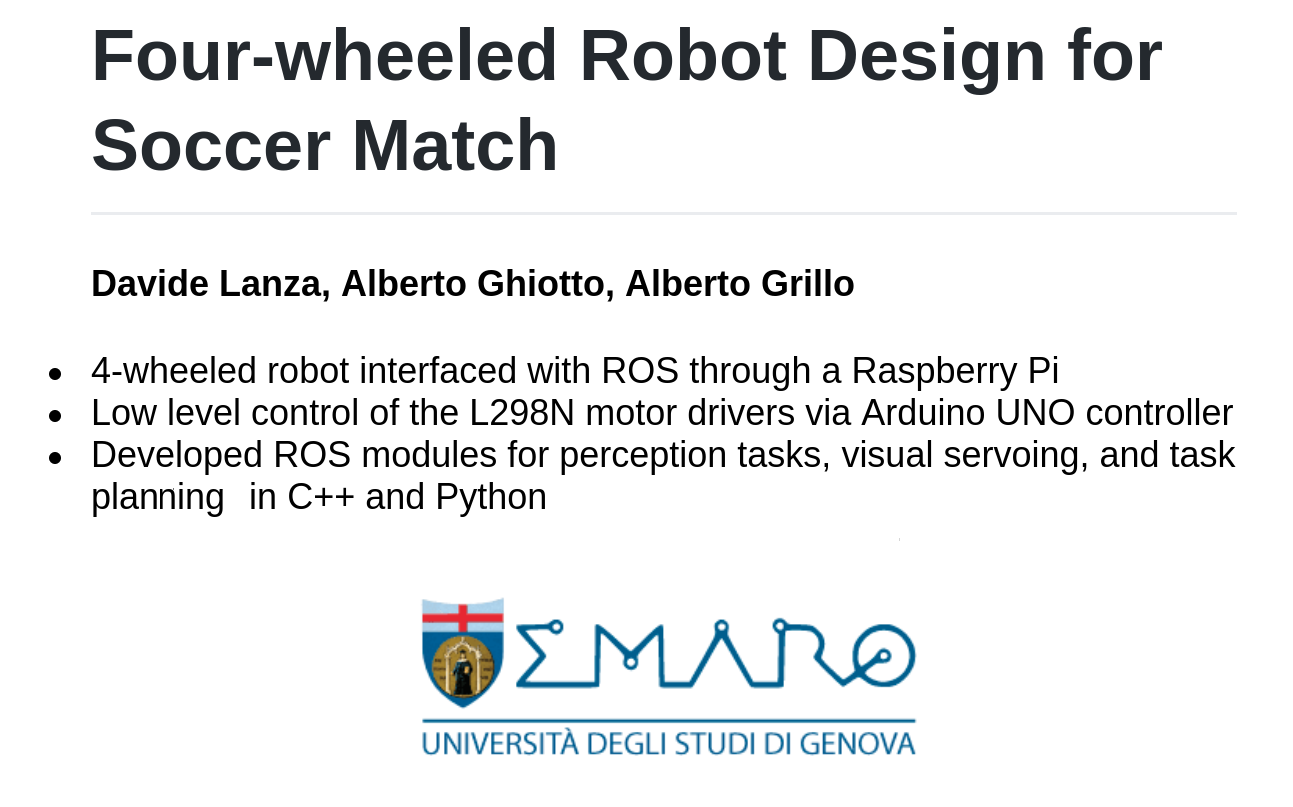 Four-wheeled Robot Design for
Soccer Match
Davide Lanza, Alberto Ghiotto, Alberto Grillo
• 4-wheeled robot interfaced with ROS through a Raspberry Pi
• Low level control of the L298N motor drivers via Arduino UNO controller
• Developed ROS modules for perception tasks, visual servoing, and task
planning in C++ and Python
EMARO
UNIVERSITÀ DEGLI STUDI DI GENOVA